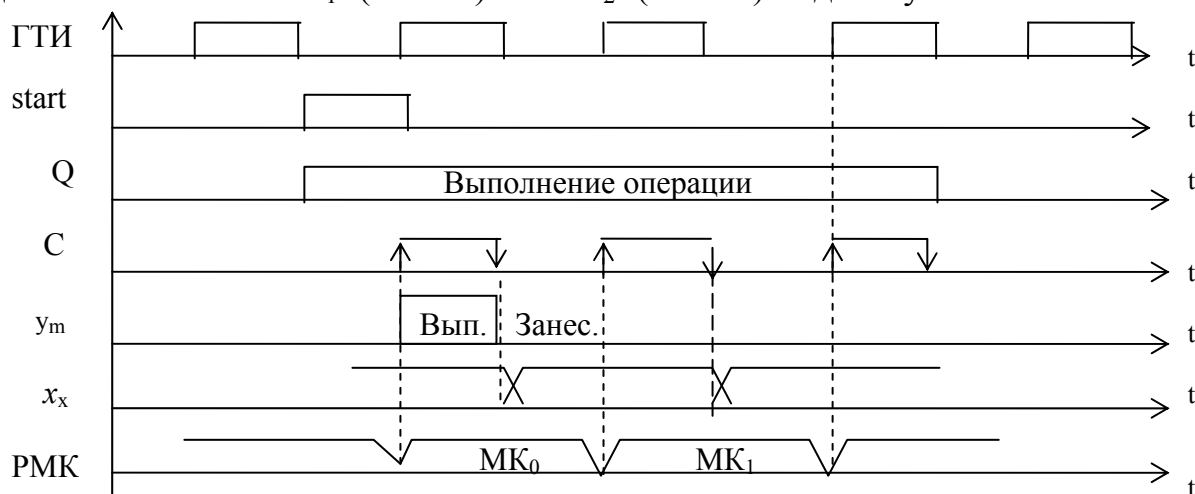 ГТИ
t
start
t
Q
Выполнение операции
t
C
t
ym
Вып. Занес.
t
xx
t
РМК
МК0
МК1
t